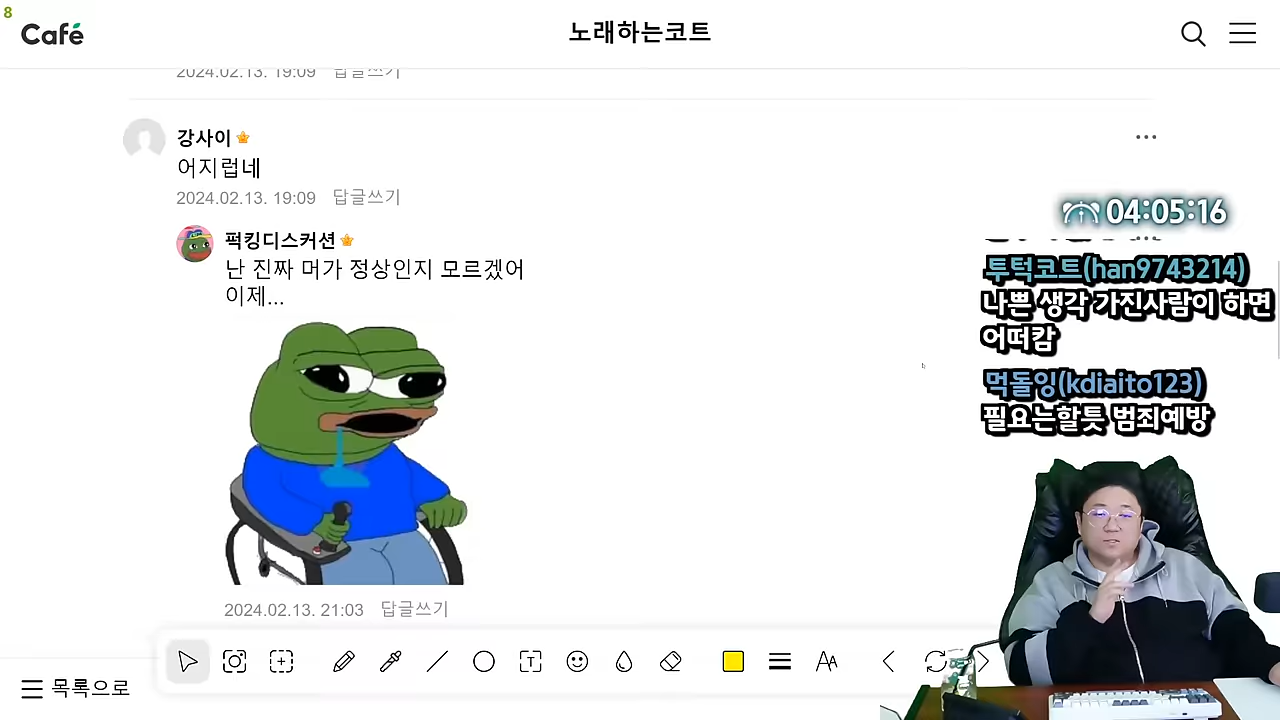 8
Café
노래하는코트
2024.02.13. 19:09 답글쓰기
강사이
어지럽네
2024.02.13. 19:09 답글쓰기
퍽킹디스커션
난 진짜 머가 정상인지 모르겠어
이제...
2024.02.13. 21:03 답글쓰기
목록으로
04:05:16
투턱코트(han9743214)
나쁜 생각 가진사람이 하면
어떠캄
먹돌잉(kdiaito123)
필요는할틋 범죄예방